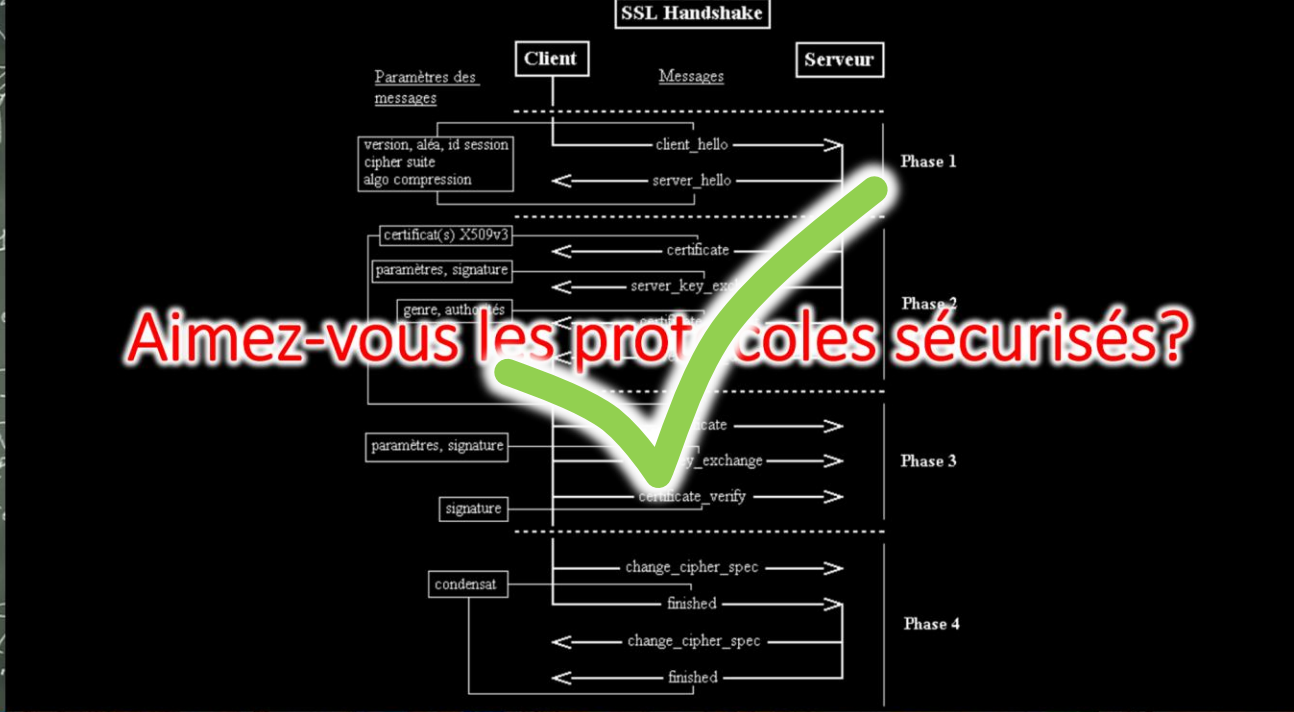 SSL Handshake
Client
Serveur
Paramètres des
messages
Messages
version, aléa, id session
cipher suite
algo compression
client_hello
server_hello
Phase 1
certificat(s) X509v3
certificate
paramètres, signature
genre, authorités
Phase 2
Aimez-vous les protocoles sécurisés?
paramètres, signature
Phase 3
signature
certificate_verify
change_cipher_spec
condensat
finished
Phase 4
change_cipher_spec
finished